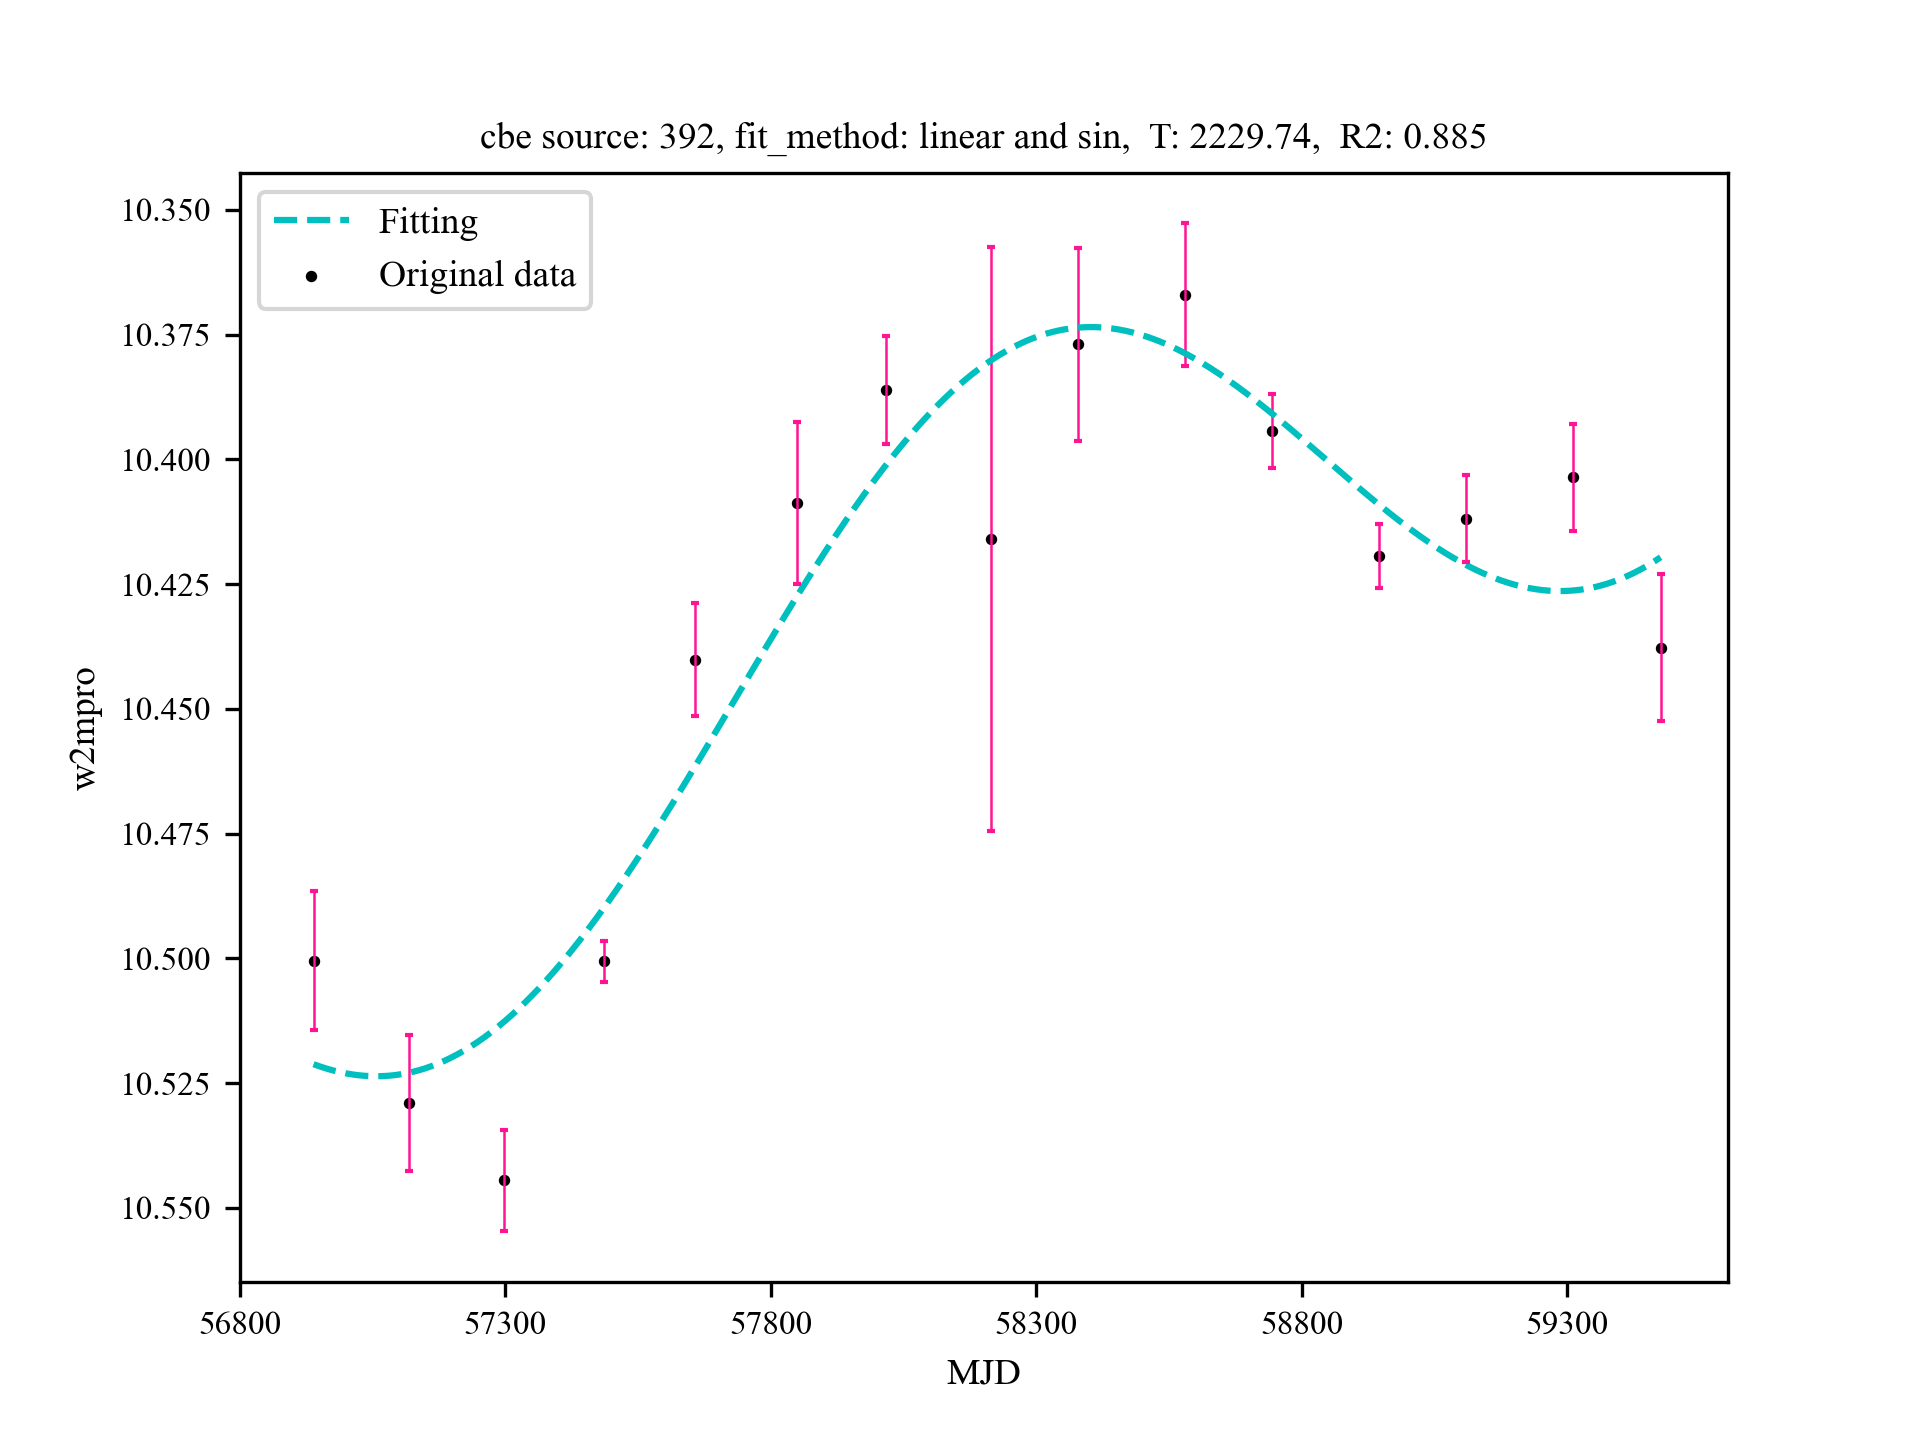 cbe source: 392, fit_method: linear and sin,  T: 2229.74,  R2: 0.885
Fitting
Original data
10.350
10.375
10.400
10.425
10.450
10.475
10.500
10.525
10.550
w2mpro
56800 57300 57800 58300 58800 59300
MJD